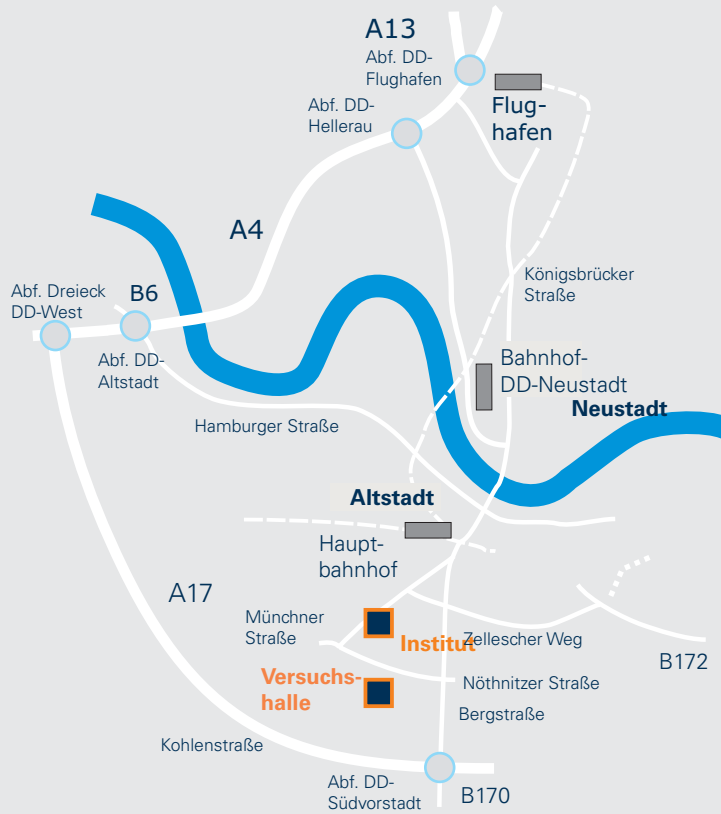 A13
Abf. DD-
Flughafen
Flug-
hafen
Abf. DD-
Hellerau
A4
Königsbrücker
Straße
Abf. Dreieck
DD-West
B6
Abf. DD-
Altstadt
Bahnhof-
DD-Neustadt
Neustadt
Hamburger Straße
Altstadt
Haupt-
bahnhof
A17
Münchner
Straße
Institut
Zellescher Weg
B172
Versuchs-
halle
Nöthnitzer Straße
Bergstraße
Kohlenstraße
Abf. DD-
Südvorstadt
B170